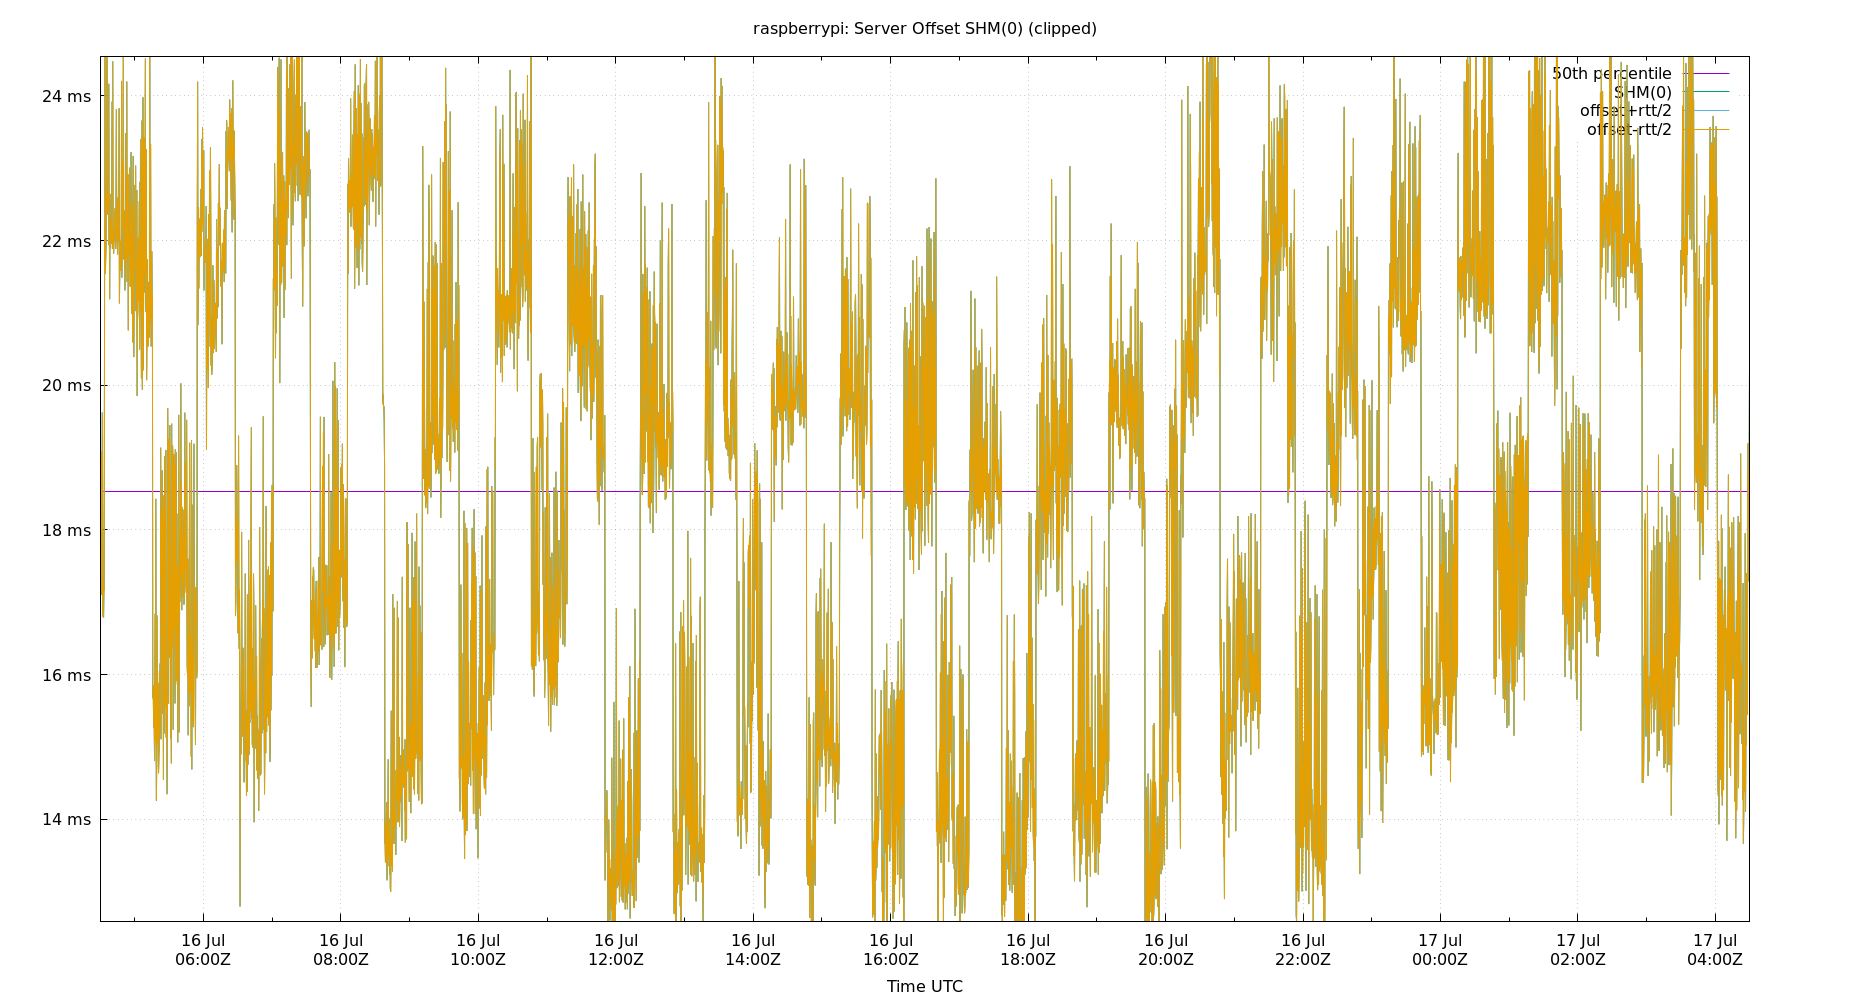 raspberrypi: Server Offset SHM(0) (clipped)
50th percentile
SHM(0)
offset+rtt/2
offset-rtt/2
24 ms
22 ms
20 ms
18 ms
16 ms
14 ms
16 Jul 16 Jul 16 Jul 16 Jul 16 Jul 16 Jul 16 Jul 16 Jul 16 Jul 17 Jul 17 Jul 17 Jul
06:00Z 08:00Z 10:00Z 12:00Z 14:00Z 16:00Z 18:00Z 20:00Z 22:00Z 00:00Z 02:00Z 04:00Z
Time UTC